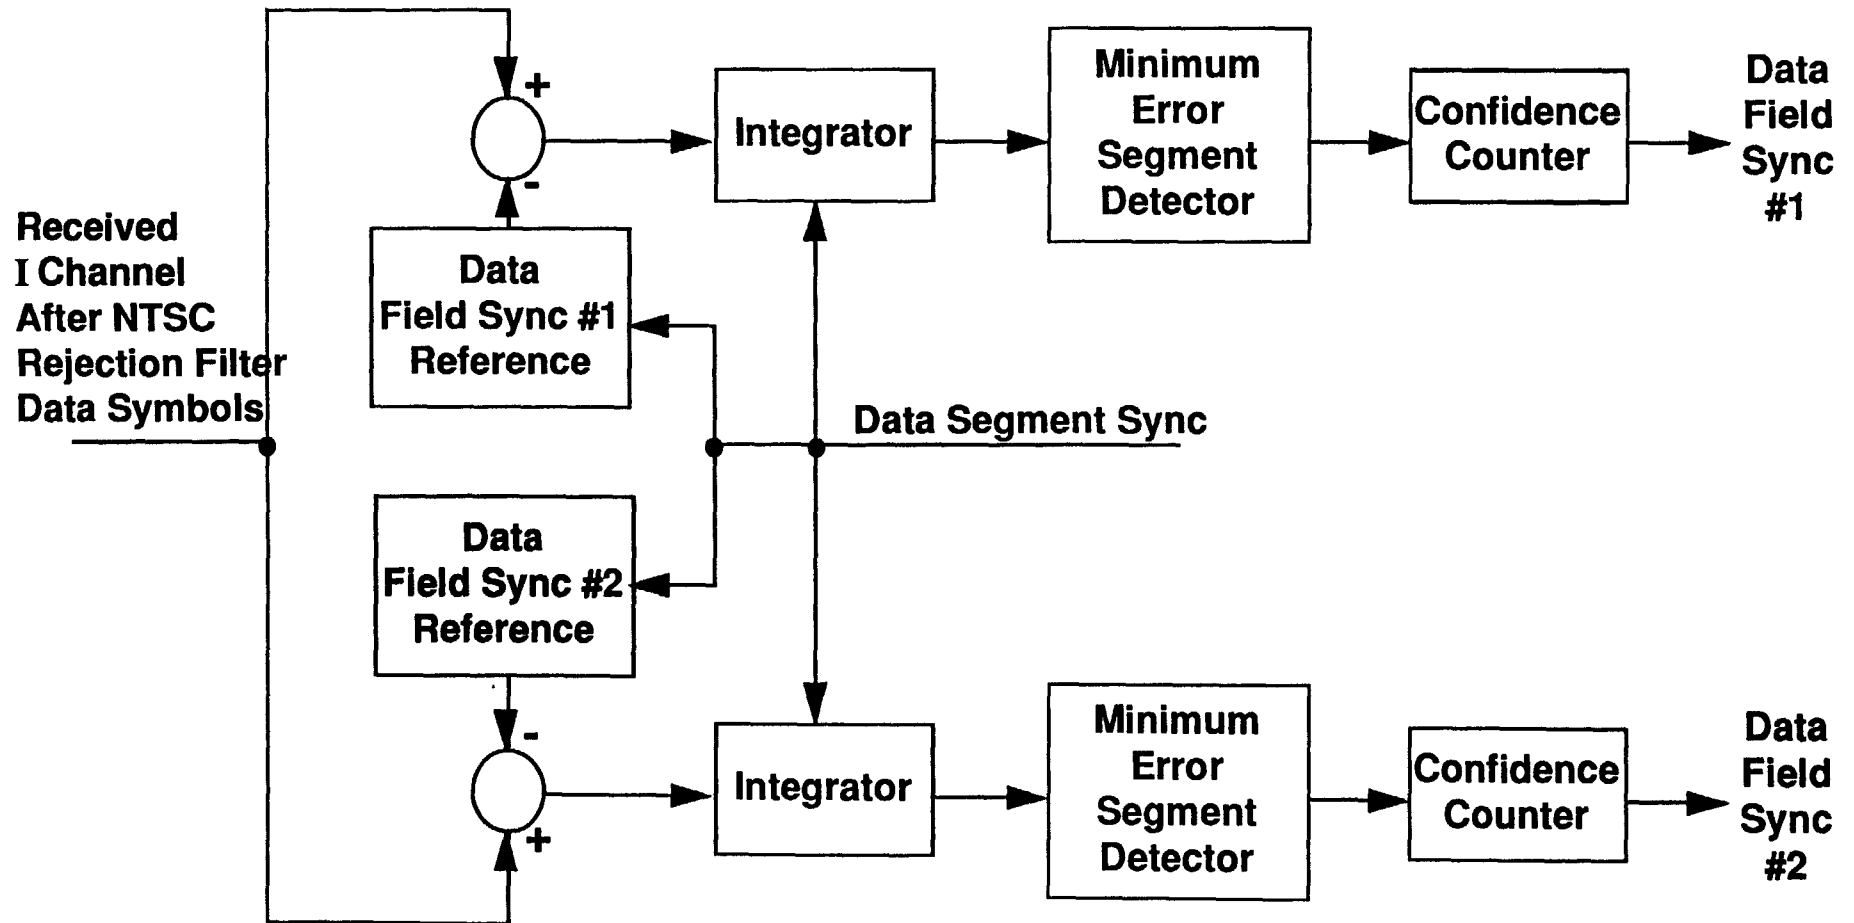 Received
I Channel
After NTSC
Rejection Filter
Data Symbols
+
-
Data
Field Sync #1
Reference
Integrator
Minimum
Error
Segment
Detector
Confidence
Counter
Data
Field
Sync
#1
Data Segment Sync
Data
Field Sync #2
Reference
-
+
Integrator
Minimum
Error
Segment
Detector
Confidence
Counter
Data
Field
Sync
#2